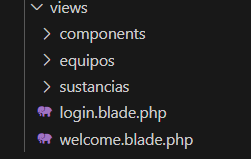 views
components
equipos
sustancias
login.blade.php
welcome.blade.php